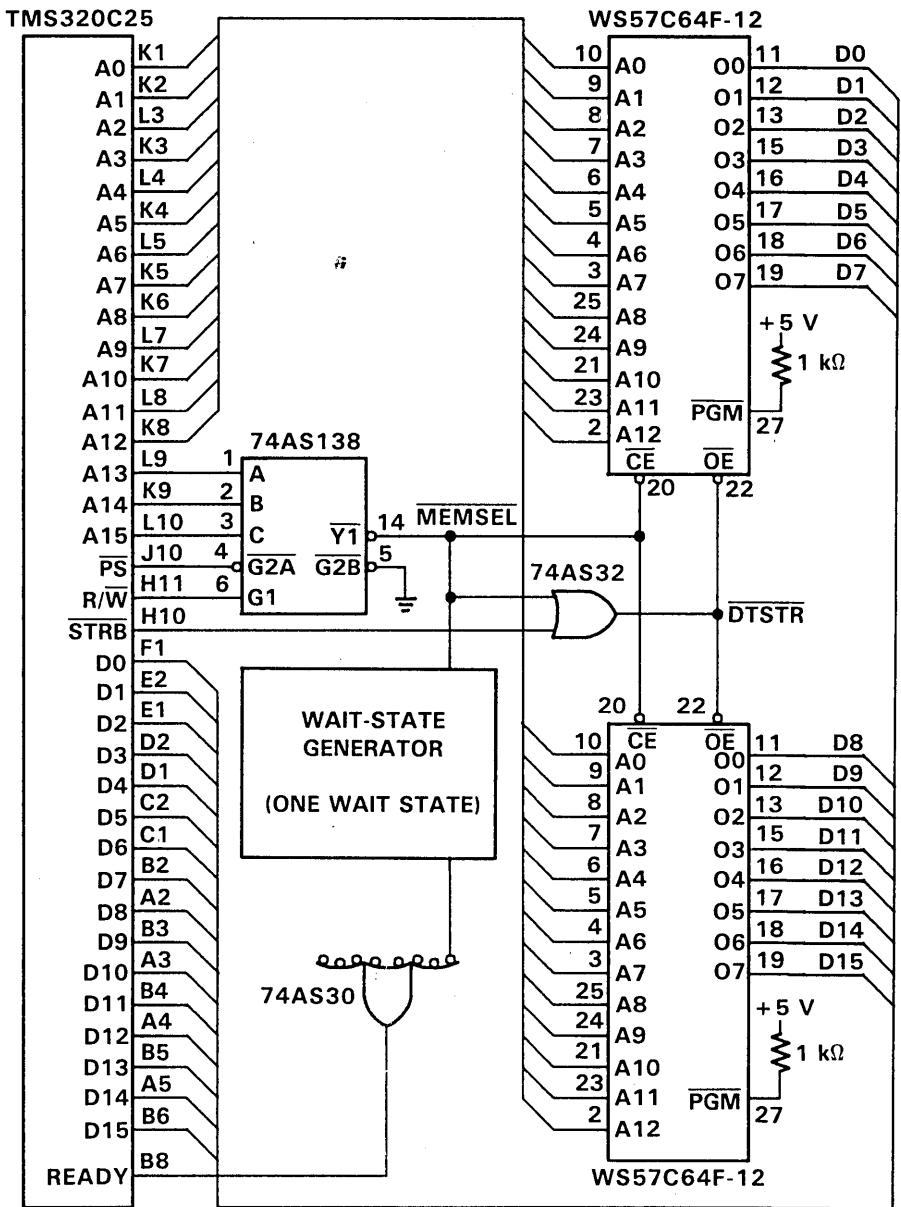 TMS320C25
A0 K1
A1 K2
A2 L3
A3 K3
A4 L4
A5 K4
A6 L5
A7 K5
A8 K6
A9 L7
A10 K7
A11 L8
A12 K8
A13 L9
A14 K9
A15 L10
PS J10
R/W H11
STRB H10
D0 F1
D1 E2
D2 E1
D3 D2
D4 D1
D5 C2
D6 C1
D7 B2
D8 A2
D9 B3
D10 A3
D11 B4
D12 A4
D13 B5
D14 A5
D15 B6
READY B8
74AS138
1 A
2 B
3 C Y1 14
4 G2A G2B 5
6 G1
MEMSEL
74AS32
DTSTR
WAIT-STATE
GENERATOR
(ONE WAIT STATE)
74AS30
WS57C64F-12
10 A0 O0 11 D0
9 A1 O1 12 D1
8 A2 O2 13 D2
7 A3 O3 15 D3
6 A4 O4 16 D4
5 A5 O5 17 D5
4 A6 O6 18 D6
3 A7 O7 19 D7
25 A8
24 A9
21 A10
23 A11
2 A12
+5 V
1 kΩ
PGM 27
CE OE
20 22
20 22
CE OE
10 A0 O0 11 D8
9 A1 O1 12 D9
8 A2 O2 13 D10
7 A3 O3 15 D11
6 A4 O4 16 D12
5 A5 O5 17 D13
4 A6 O6 18 D14
3 A7 O7 19 D15
25 A8
24 A9
21 A10
23 A11
2 A12
+5 V
1 kΩ
PGM 27
WS57C64F-12